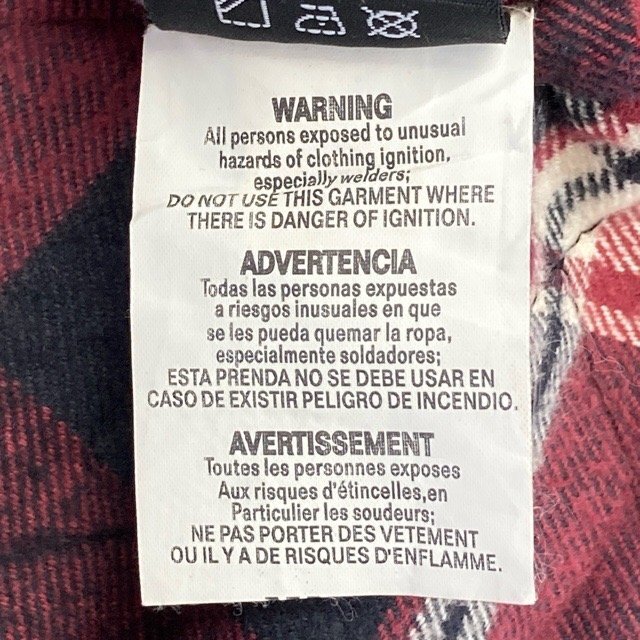 WARNING
All persons exposed to unusual
hazards of clothing ignition,
especially welders;
DO NOT USE THIS GARMENT WHERE
THERE IS DANGER OF IGNITION.
ADVERTENCIA
Todas las personas expuestas
a riesgos inusuales en que
se les pueda quemar la ropa,
especialmente soldadores;
ESTA PRENDA NO SE DEBE USAR EN
CASO DE EXISTIR PELIGRO DE INCENDIO.
AVERTISSEMENT
Toutes les personnes exposes
Aux risques d'étincelles,en
Particulier les soudeurs;
NE PAS PORTER DES VETEMENT
OU IL Y A DE RISQUES D'ENFLAMME.